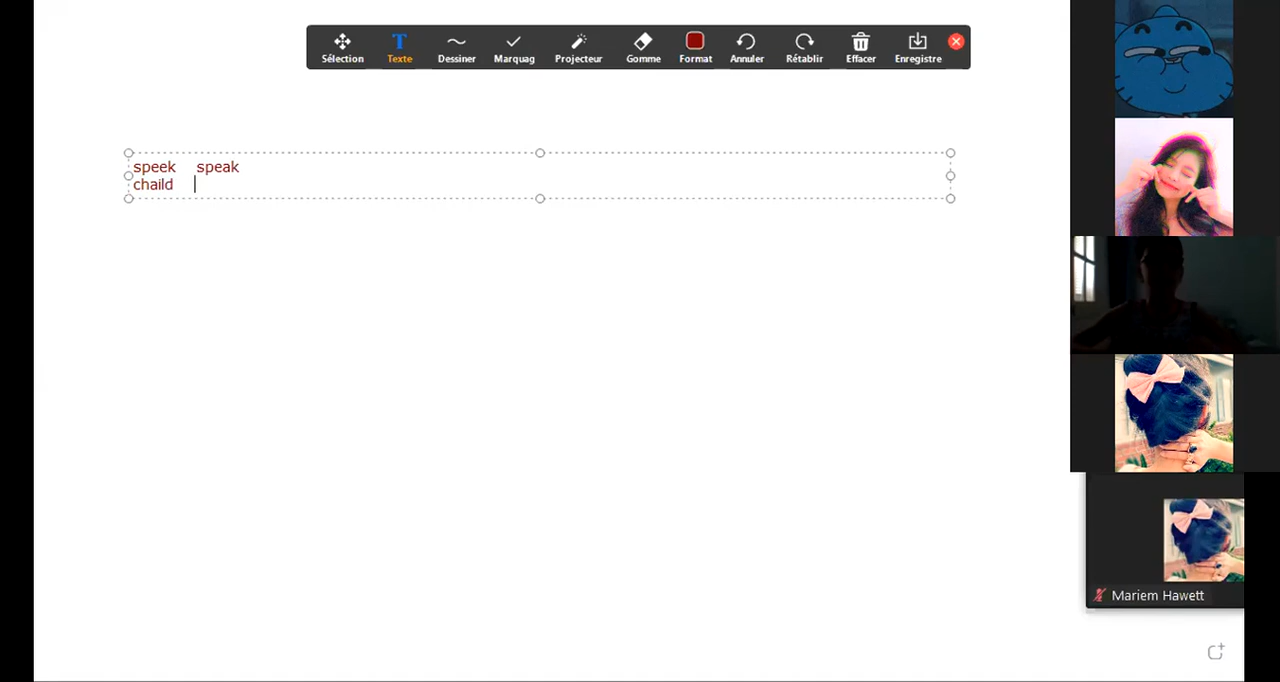 Sélection Texte Dessiner Marquag Projecteur Gomme Format Annuler Rétablir Effacer Enregistre
speek speak
chaild
Mariem Hawett